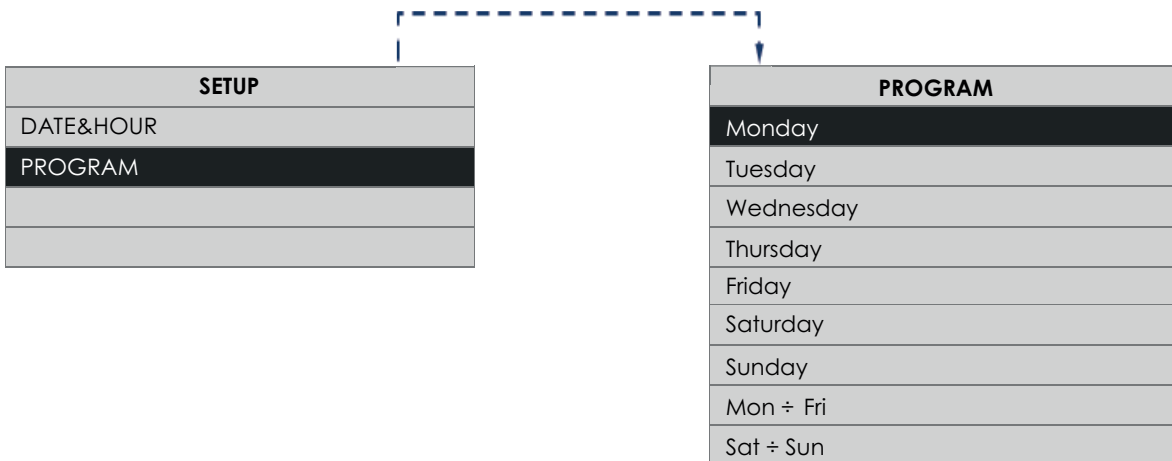 SETUP
DATE&HOUR
PROGRAM
PROGRAM
Monday
Tuesday
Wednesday
Thursday
Friday
Saturday
Sunday
Mon ÷ Fri
Sat ÷ Sun